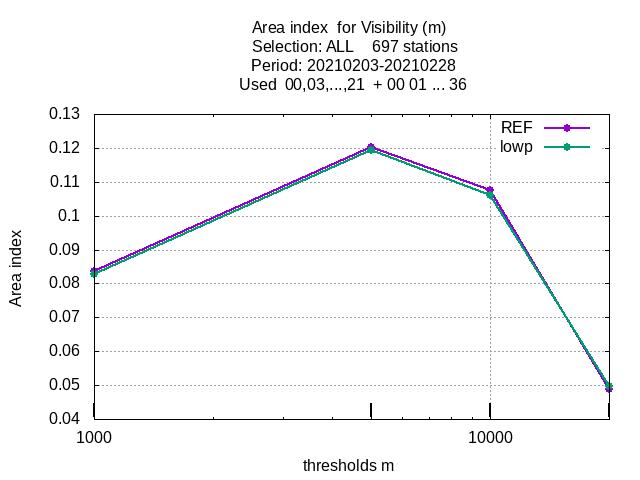 Area index  for Visibility (m)
Selection: ALL    697 stations
Period: 20210203-20210228
Used  00,03,...,21  + 00 01 ... 36
0.13
REF
lowp
0.12
0.11
0.1
0.09
0.08
0.07
0.06
0.05
0.04
Area index
1000
10000
thresholds m